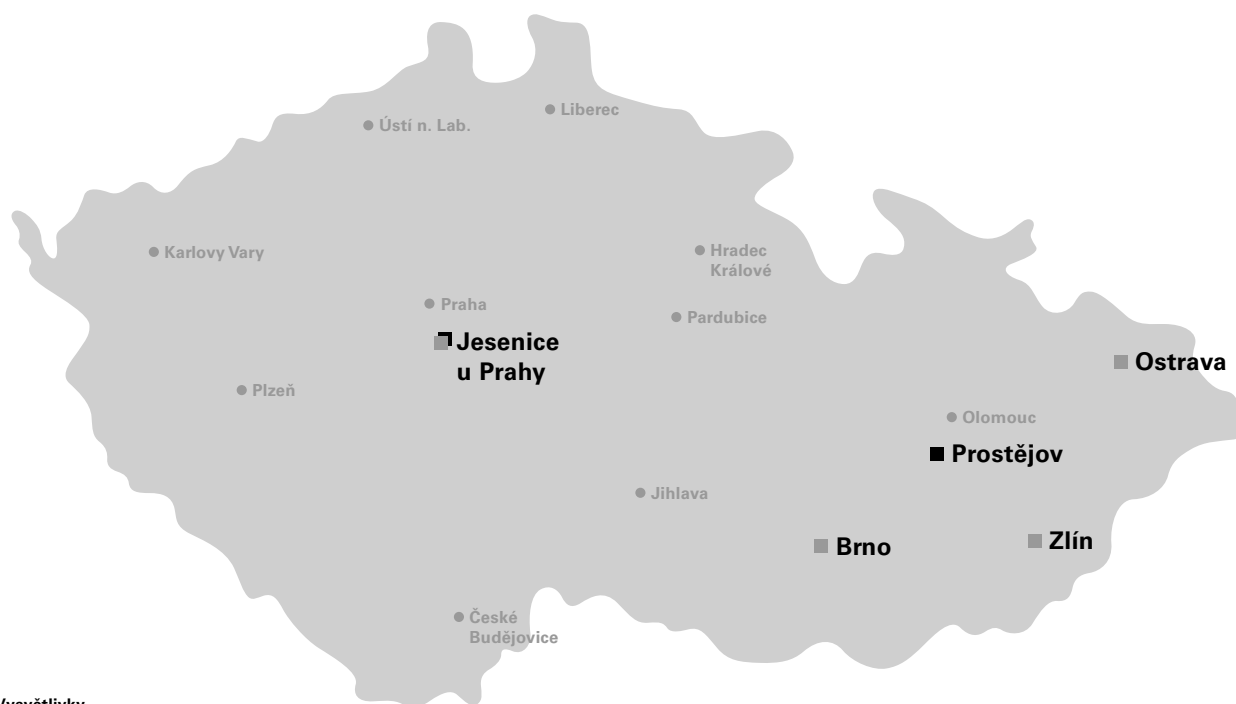 Liberec
Ústí n. Lab.
Karlovy Vary
Hradec
Králové
Praha
Pardubice
Jesenice
u Prahy
Ostrava
Plzeň
Olomouc
Prostějov
Jihlava
Brno
Zlín
České
Budějovice